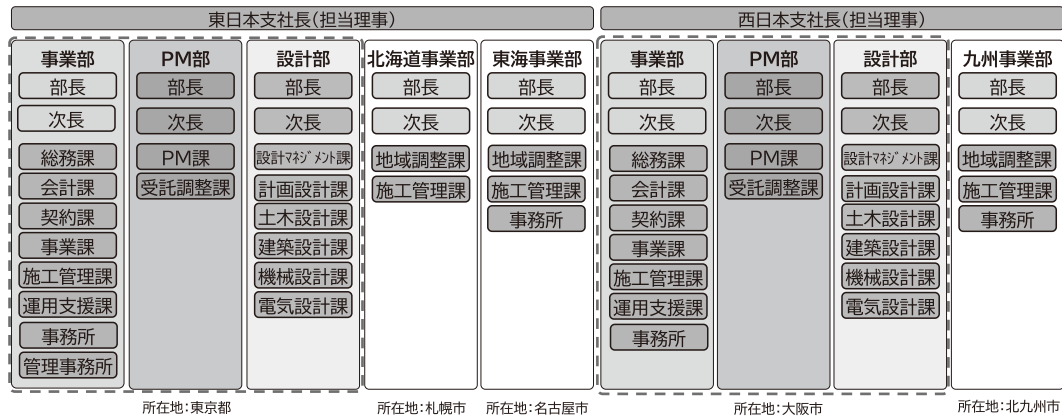 東日本支社長(担当理事)
事業部
部長
次長
総務課
会計課
契約課
事業課
施工管理課
運用支援課
事務所
管理事務所
PM部
部長
次長
PM課
受託調整課
設計部
部長
次長
設計ﾏﾈｼﾞﾒﾝﾄ課
計画設計課
土木設計課
建築設計課
機械設計課
電気設計課
所在地:東京都
北海道事業部
部長
次長
地域調整課
施工管理課
所在地:札幌市
東海事業部
部長
次長
地域調整課
施工管理課
事務所
所在地:名古屋市
西日本支社長(担当理事)
事業部
部長
次長
総務課
会計課
契約課
事業課
施工管理課
運用支援課
事務所
PM部
部長
次長
PM課
受託調整課
設計部
部長
次長
設計ﾏﾈｼﾞﾒﾝﾄ課
計画設計課
土木設計課
建築設計課
機械設計課
電気設計課
所在地:大阪市
九州事業部
部長
次長
地域調整課
施工管理課
事務所
所在地:北九州市